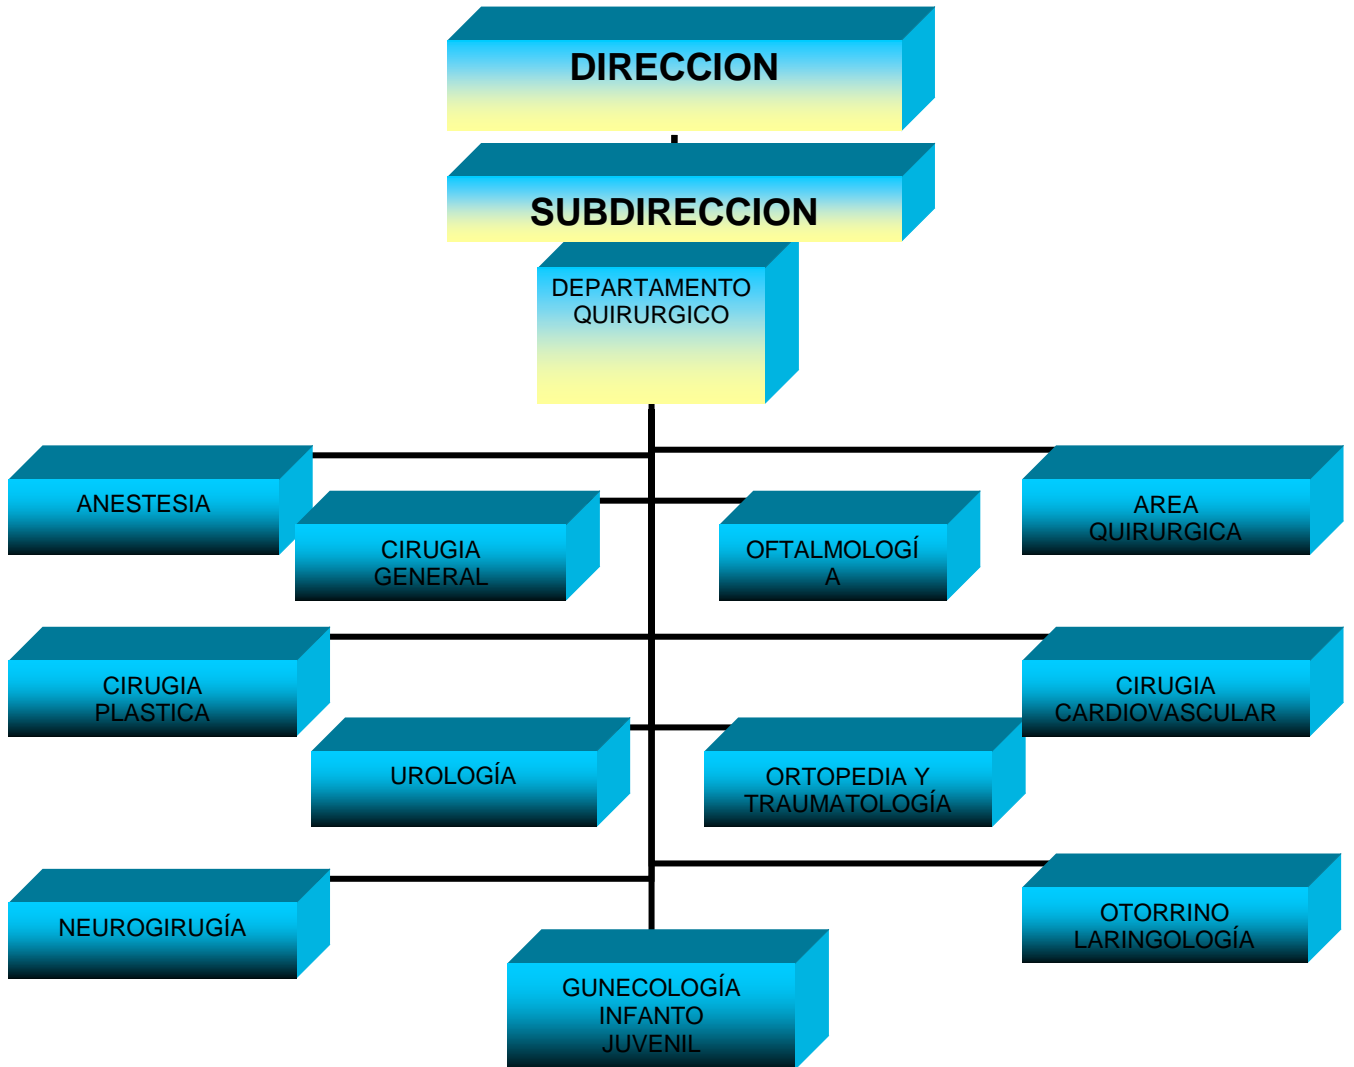 DIRECCION
SUBDIRECCION
DEPARTAMENTO
QUIRURGICO
ANESTESIA
CIRUGIA
GENERAL
OFTALMOLOGÍ
A
AREA
QUIRURGICA
CIRUGIA
PLASTICA
CIRUGIA
CARDIOVASCULAR
UROLOGÍA
ORTOPEDIA Y
TRAUMATOLOGÍA
NEUROGIRUGÍA
OTORRINO
LARINGOLOGÍA
GUNECOLOGÍA
INFANTO
JUVENIL